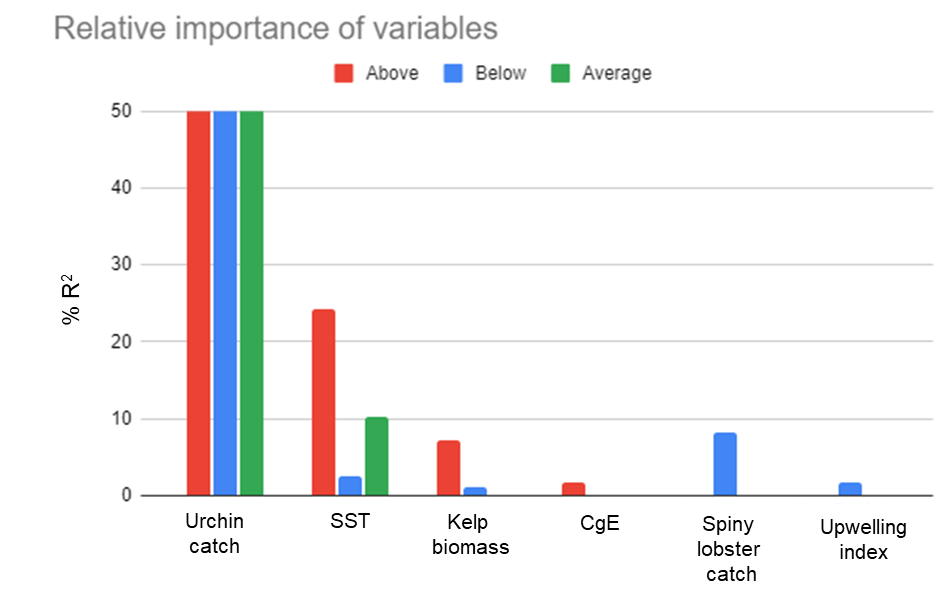 Relative importance of variables
Above Below Average
50
40
30
20
10
0
% R²
Urchin
catch
SST
Kelp
biomass
CgE
Spiny
lobster
catch
Upwelling
index